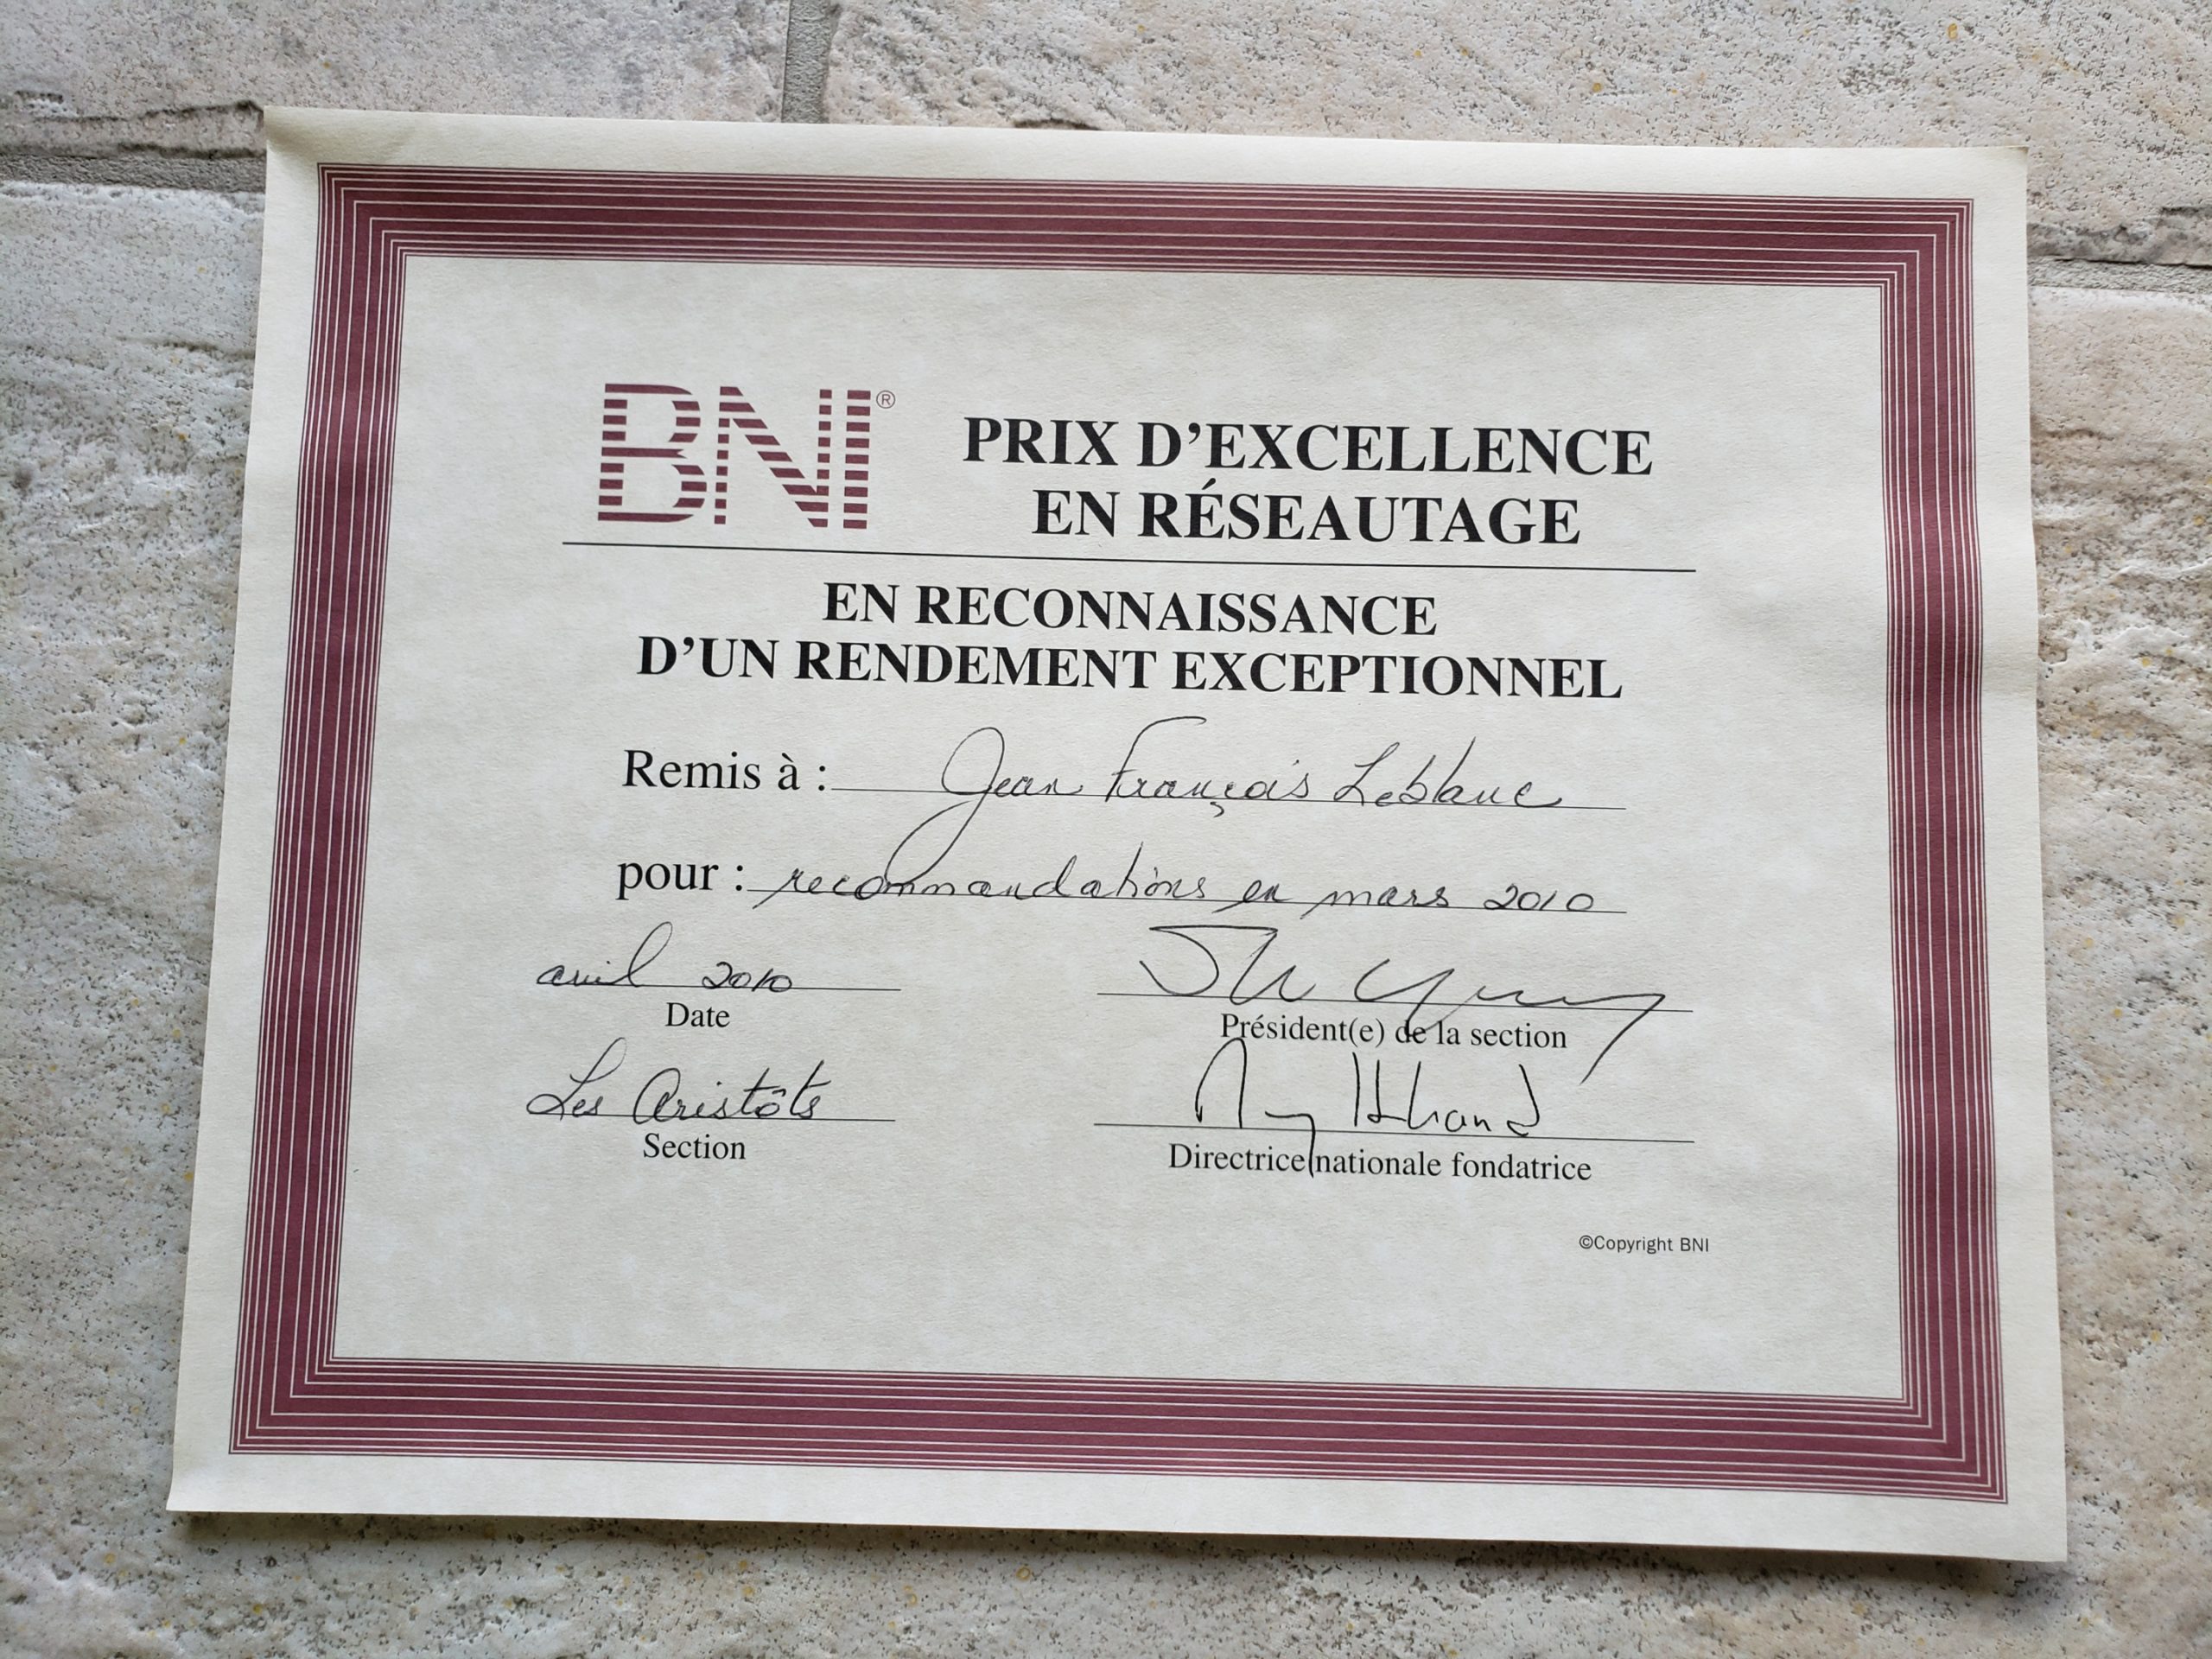 BNI®
PRIX D'EXCELLENCE
EN RÉSEAUTAGE
EN RECONNAISSANCE
D'UN RENDEMENT EXCEPTIONNEL
Remis à : Jean François Leblanc
pour : recommandations en mars 2010
avril 2010
Date
Président(e) de la section
Les Aristôts
Section
Directrice nationale fondatrice
©Copyright BNI